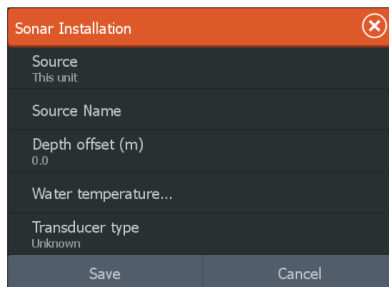 Sonar Installation
Source
This unit
Source Name
Depth offset (m)
0.0
Water temperature...
Transducer type
Unknown
Save Cancel